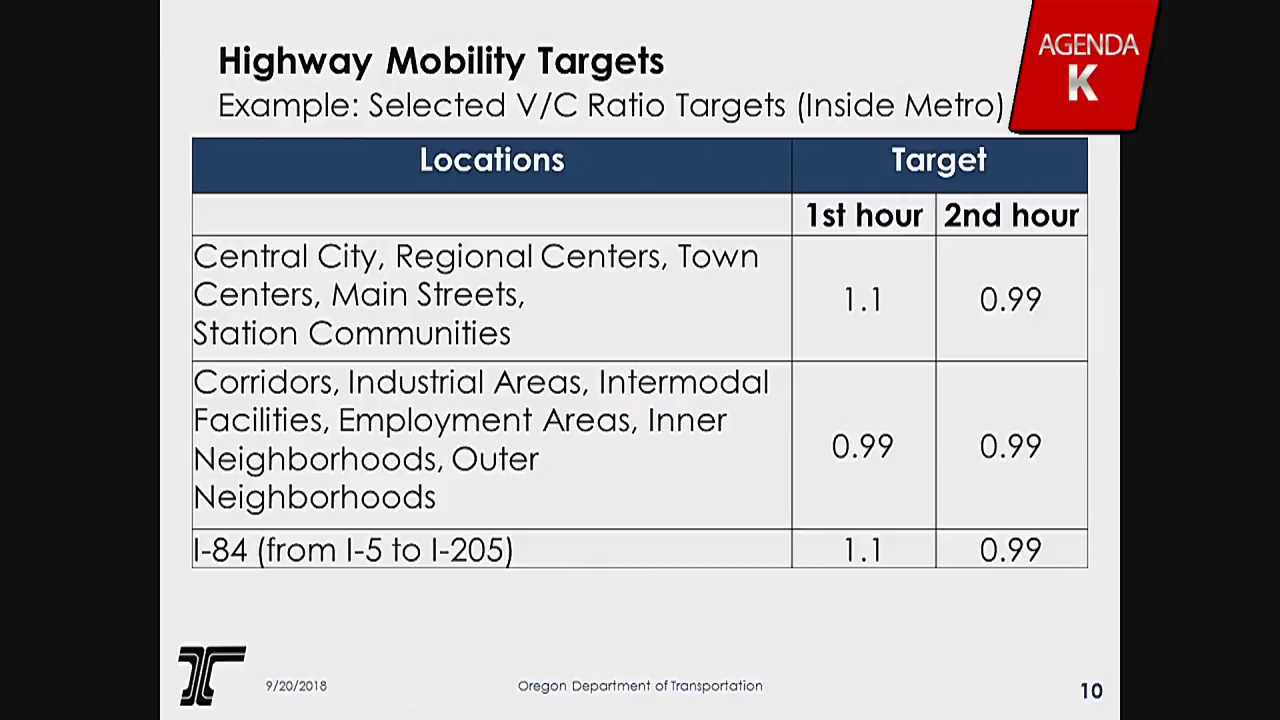 Highway Mobility Targets
Example: Selected V/C Ratio Targets (Inside Metro)
AGENDA
K
Locations Target
1st hour 2nd hour
Central City, Regional Centers, Town
Centers, Main Streets,
Station Communities
1.1 0.99
Corridors, Industrial Areas, Intermodal
Facilities, Employment Areas, Inner
Neighborhoods, Outer
Neighborhoods
0.99 0.99
I-84 (from I-5 to I-205) 1.1 0.99
9/20/2018 Oregon Department of Transportation 10